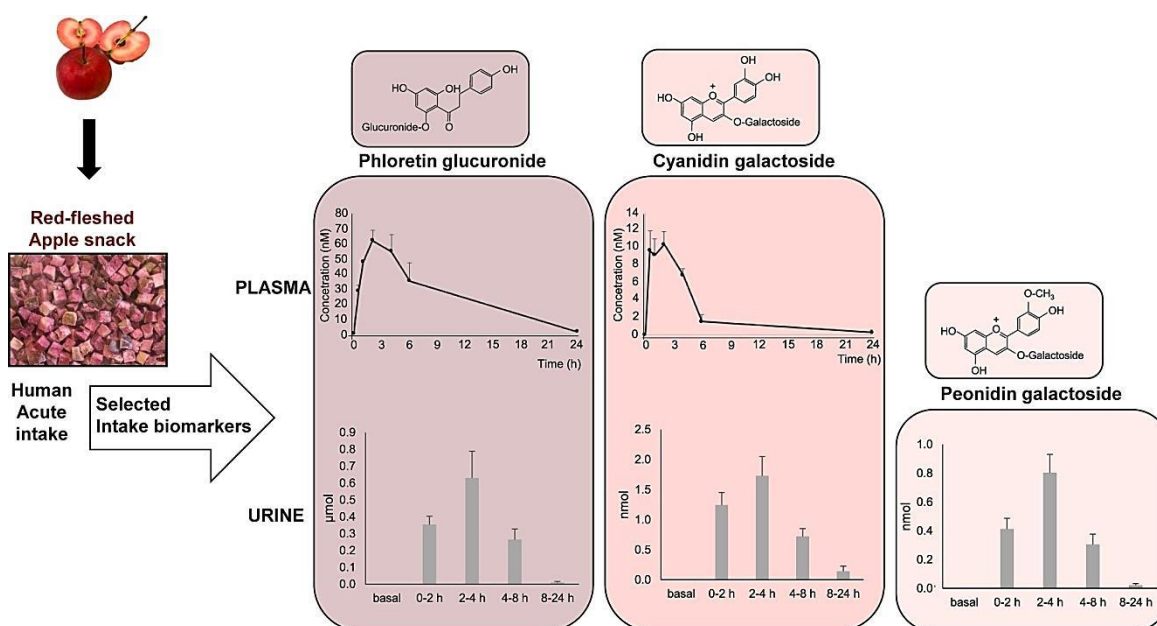 Red-fleshed
Apple snack
Human
Acute
intake
Selected
Intake biomarkers
PLASMA
URINE
HO
OH
OH
Glucuronide-O
O
Phloretin glucuronide
Concetration (nM)
80
70
60
50
40
30
20
10
0
0 3 6 9 12 15 18 21 24
Time (h)
µmol
0.9
0.8
0.7
0.6
0.5
0.4
0.3
0.2
0.1
0.0
basal 0-2 h 2-4 h 4-8 h 8-24 h
HO
OH
HO
O
+
O-Galactoside
OH
Cyanidin galactoside
Concetration (nM)
14
12
10
8
6
4
2
0
0 3 6 9 12 15 18 21 24
Time (h)
nmol
2.5
2.0
1.5
1.0
0.5
0.0
basal 0-2 h 2-4 h 4-8 h 8-24 h
O-CH3
OH
HO
O
+
O-Galactoside
OH
Peonidin galactoside
nmol
1.0
0.8
0.6
0.4
0.2
0.0
basal 0-2 h 2-4 h 4-8 h 8-24 h